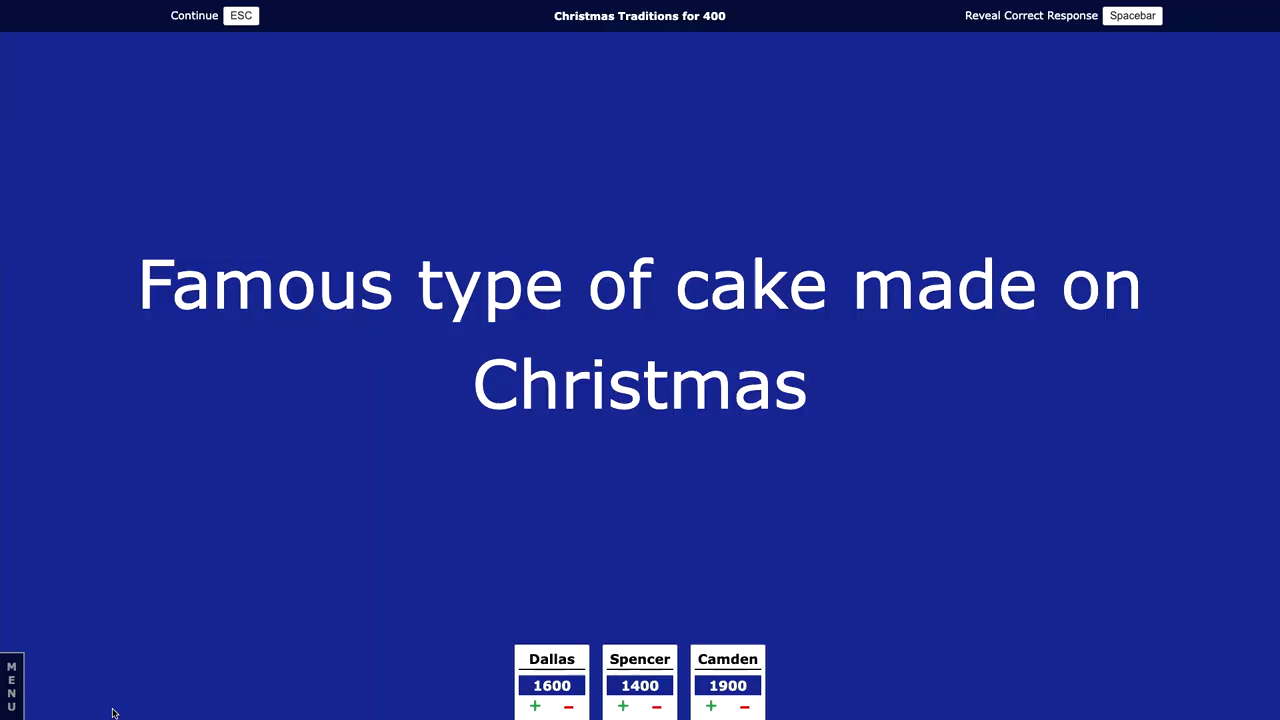 Continue ESC Christmas Traditions for 400 Reveal Correct Response Spacebar
Famous type of cake made on
Christmas
MENU
Dallas Spencer Camden
1600 1400 1900
+ - + - + -